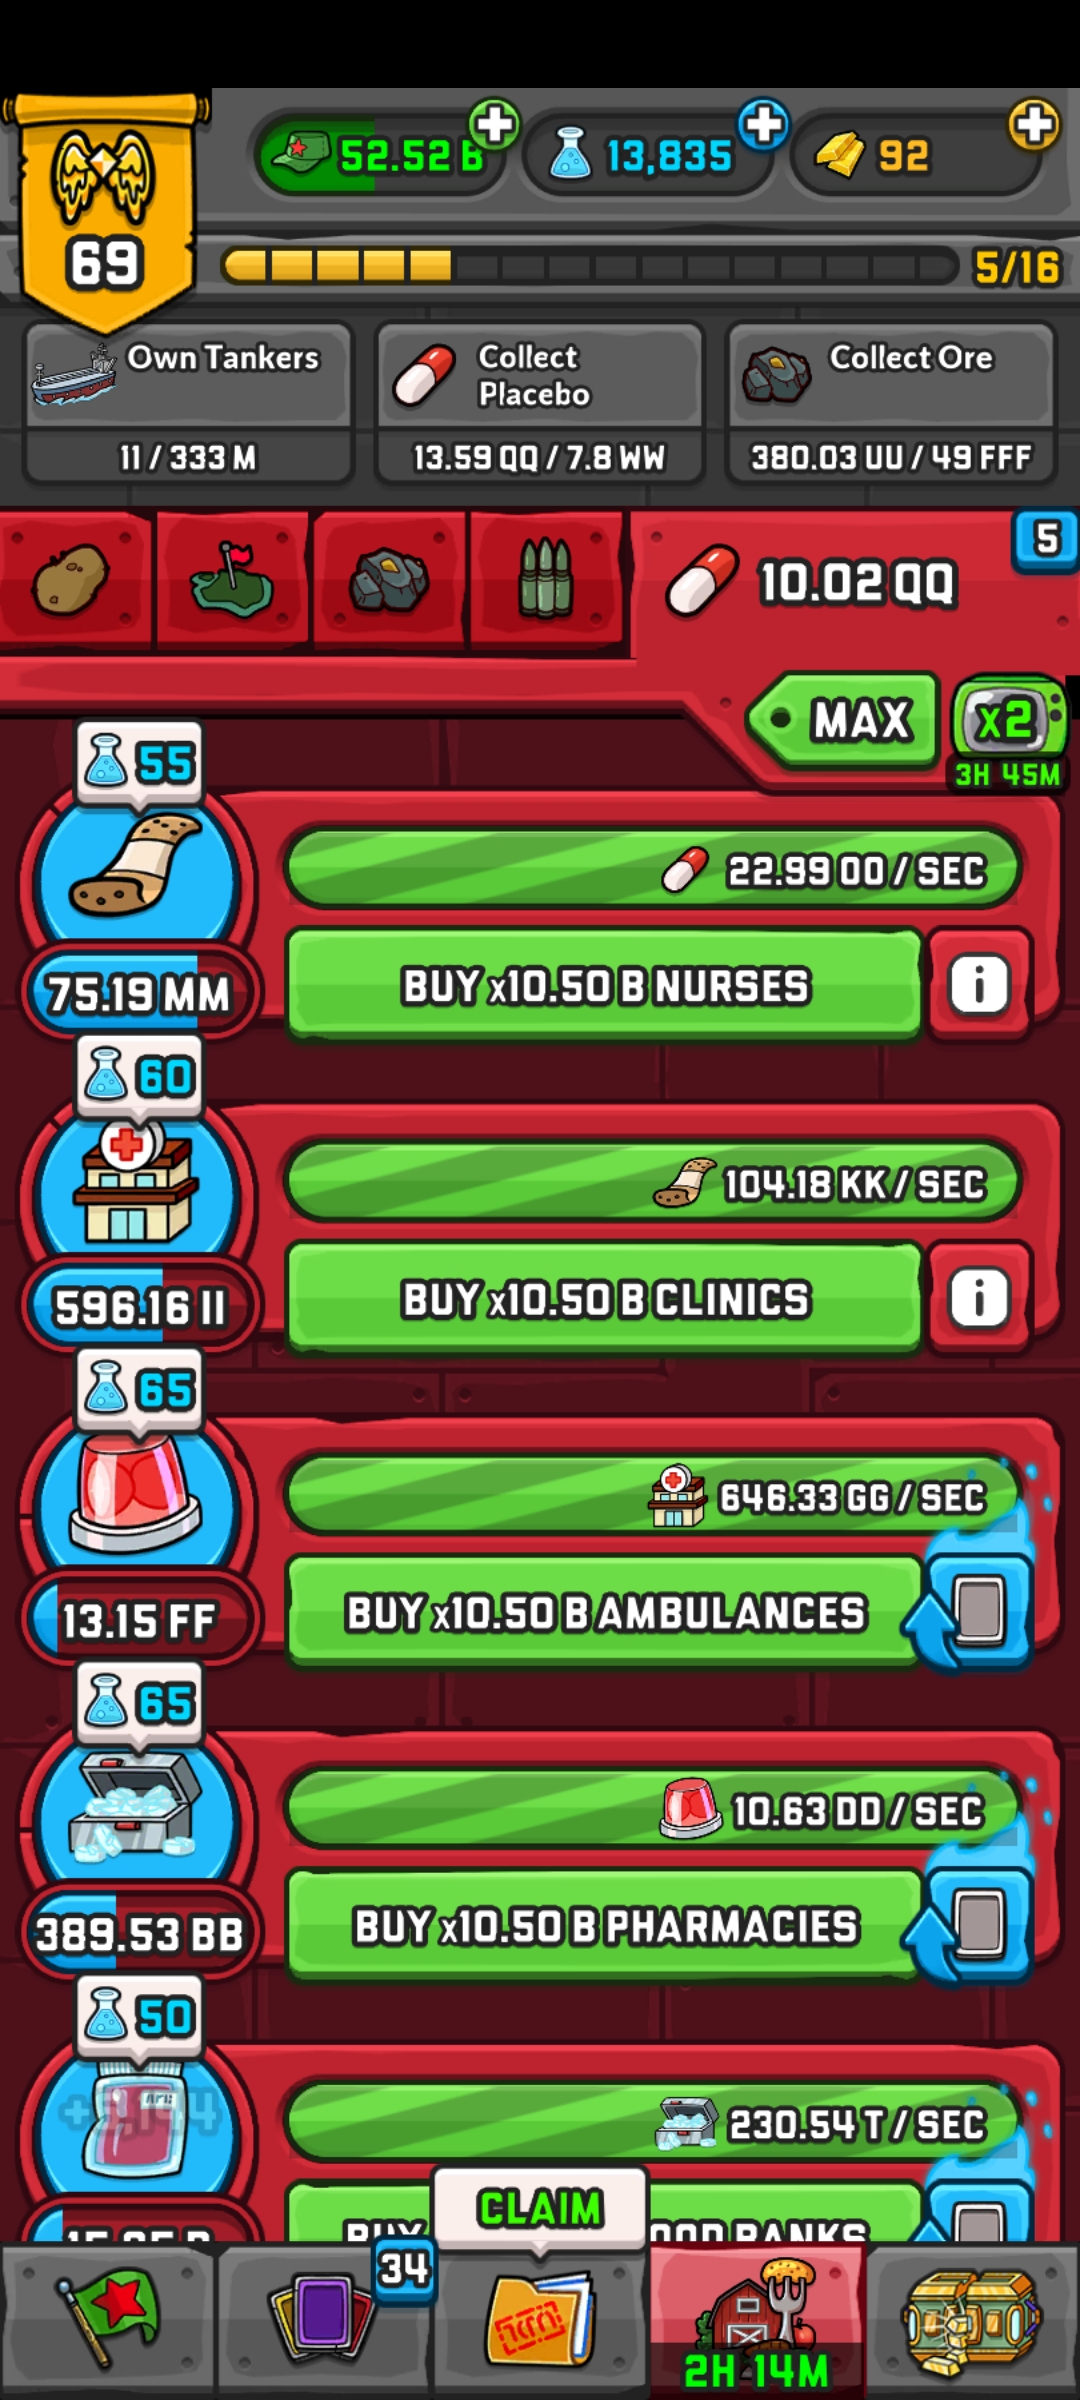 52.52 B
13,835
92
69
5/16
Own Tankers
11 / 333 M
Collect
Placebo
13.59 QQ / 7.8 WW
Collect Ore
380.03 UU / 49 FFF
10.02 QQ
5
MAX
x2
3H 45M
55
22.99 OO / SEC
75.19 MM
BUY x10.50 B NURSES
i
60
104.18 KK / SEC
596.16 II
BUY x10.50 B CLINICS
i
65
646.33 GG / SEC
13.15 FF
BUY x10.50 B AMBULANCES
65
10.63 DD / SEC
389.53 BB
BUY x10.50 B PHARMACIES
50
230.54 T / SEC
BANKS
CLAIM
34
2H 14M